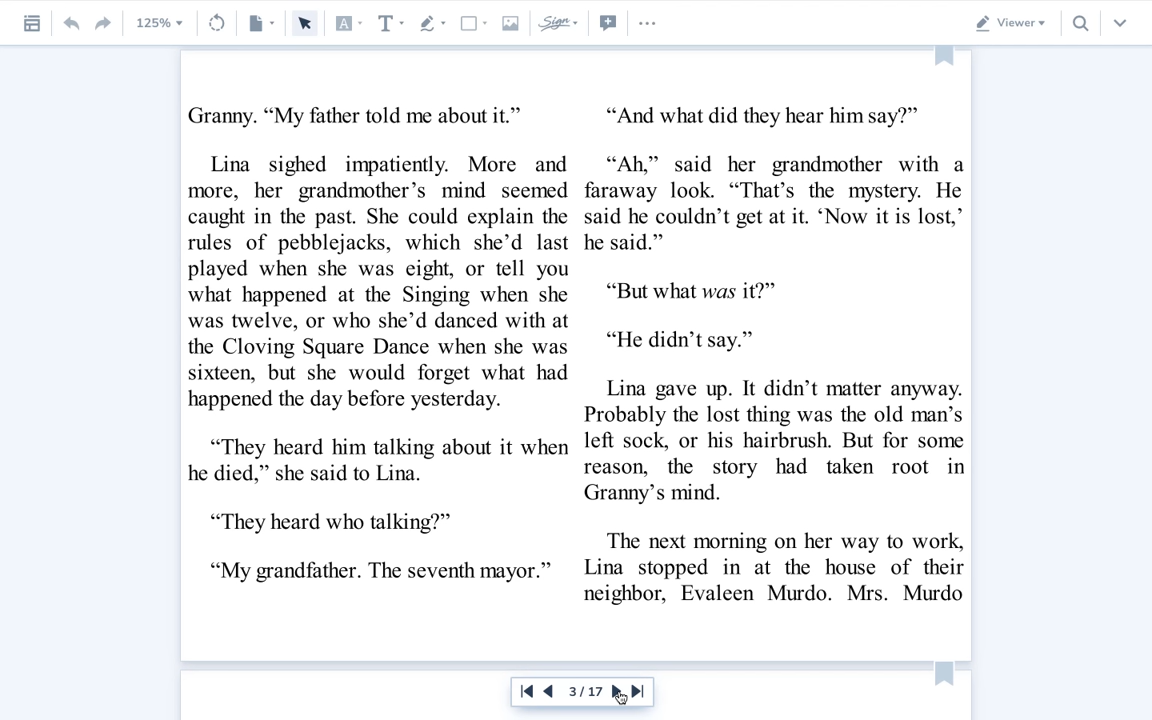 125%
A
T
Sign
Viewer
Granny. “My father told me about it.”
Lina sighed impatiently. More and
more, her grandmother’s mind seemed
caught in the past. She could explain the
rules of pebblejacks, which she’d last
played when she was eight, or tell you
what happened at the Singing when she
was twelve, or who she’d danced with at
the Cloving Square Dance when she was
sixteen, but she would forget what had
happened the day before yesterday.
“They heard him talking about it when
he died,” she said to Lina.
“They heard who talking?”
“My grandfather. The seventh mayor.”
“And what did they hear him say?”
“Ah,” said her grandmother with a
faraway look. “That’s the mystery. He
said he couldn’t get at it. ‘Now it is lost,’
he said.”
“But what was it?”
“He didn’t say.”
Lina gave up. It didn’t matter anyway.
Probably the lost thing was the old man’s
left sock, or his hairbrush. But for some
reason, the story had taken root in
Granny’s mind.
The next morning on her way to work,
Lina stopped in at the house of their
neighbor, Evaleen Murdo. Mrs. Murdo
3 / 17